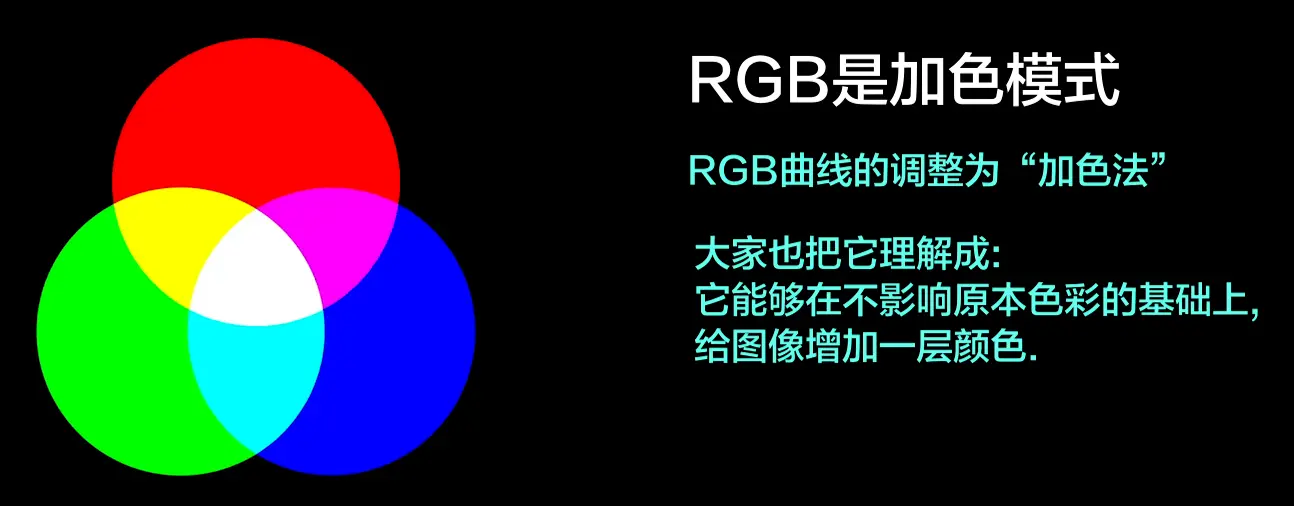 RGB是加色模式
RGB曲线的调整为“加色法”
大家也把它理解成:
它能够在不影响原本色彩的基础上,
给图像增加一层颜色.